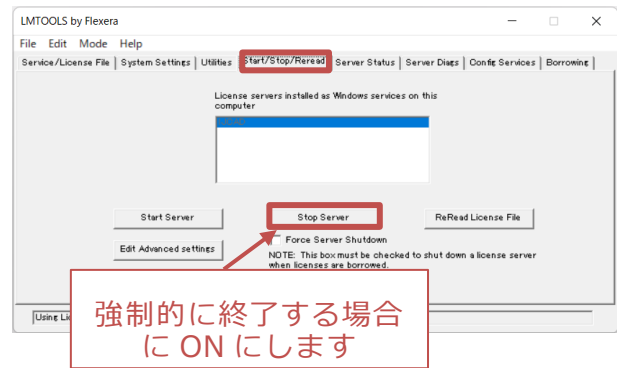 LMTOOLS by Flexera
File Edit Mode Help
Service/License File System Settings Utilities Start/Stop/Reread Server Status Server Diags Config Services Borrowing
License servers installed as Windows services on this
computer
Start Server Stop Server ReRead License File
Edit Advanced settings Force Server Shutdown
NOTE: This box must be checked to shut down a license server
when licenses are borrowed.
Using Li
強制的に終了する場合
に ON にします